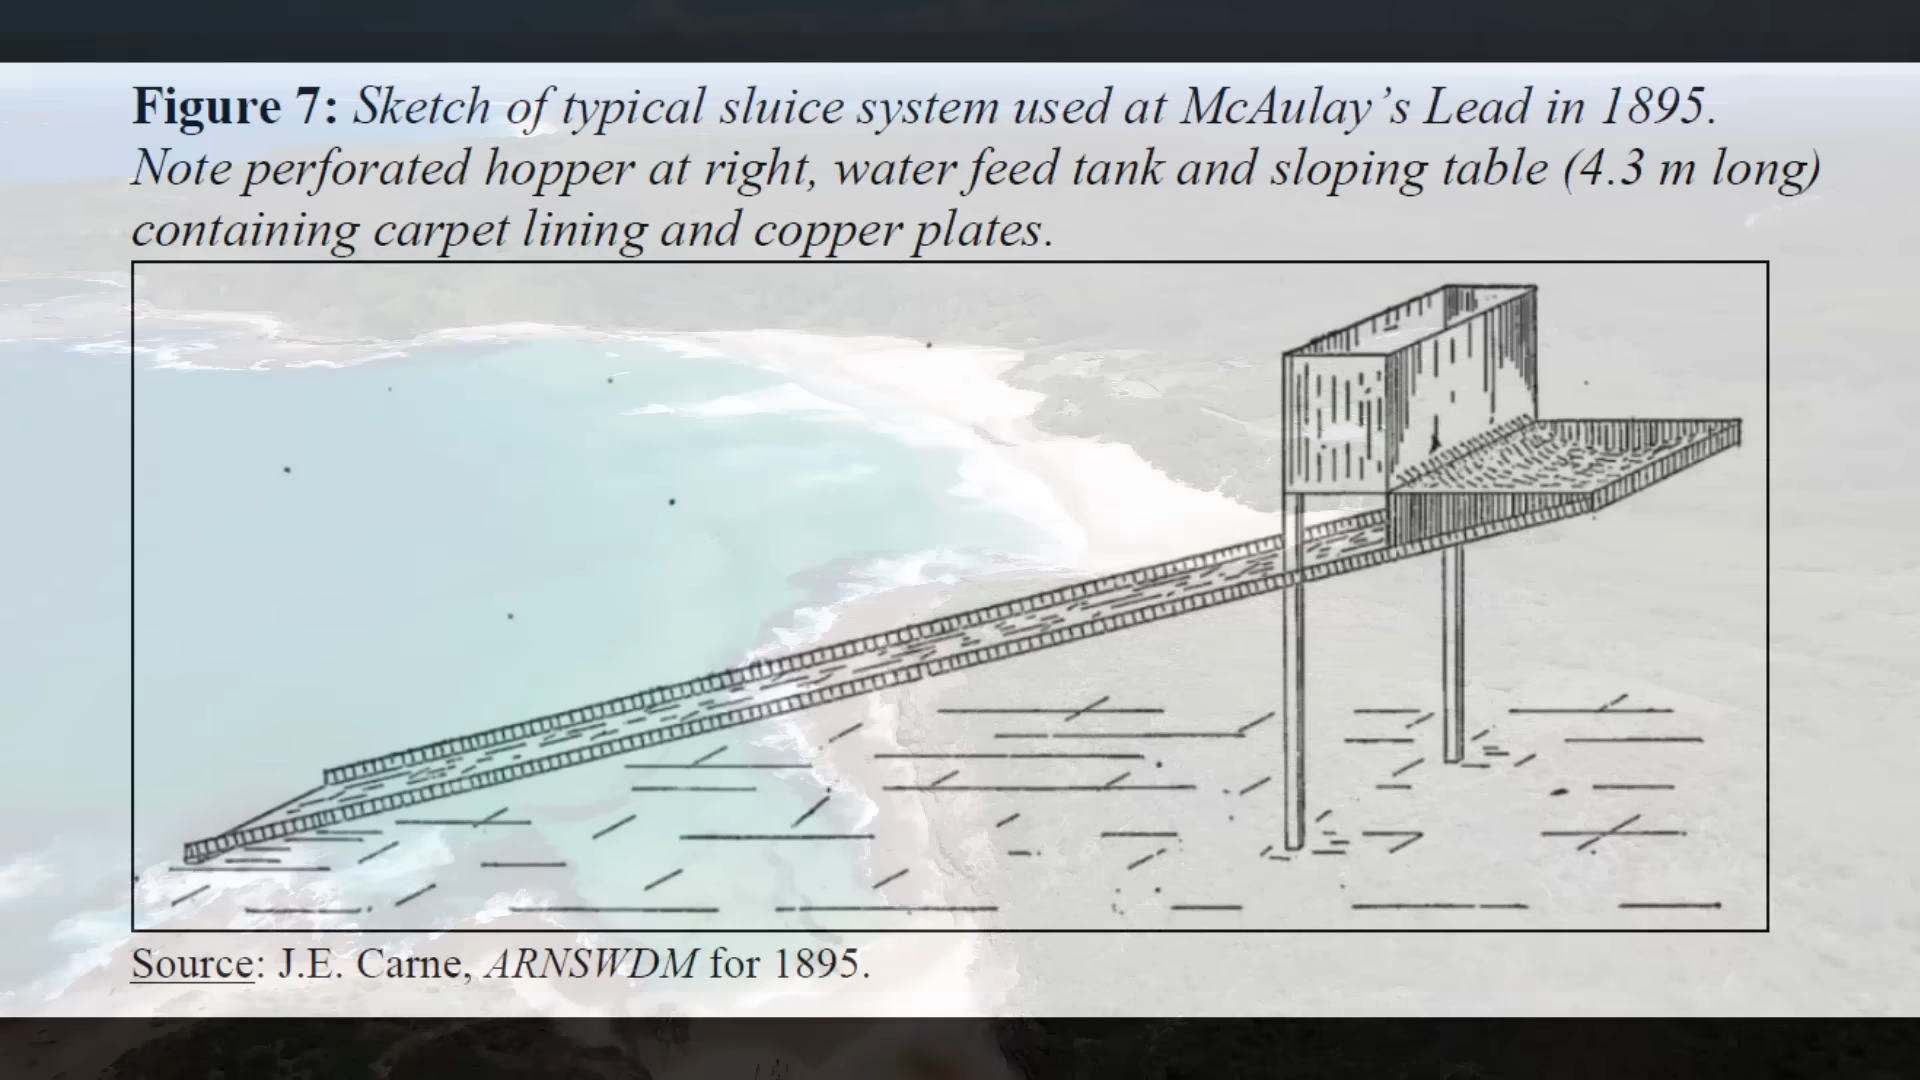 Figure 7: Sketch of typical sluice system used at McAulay’s Lead in 1895.
Note perforated hopper at right, water feed tank and sloping table (4.3 m long)
containing carpet lining and copper plates.
Source: J.E. Carne, ARNSWDM for 1895.